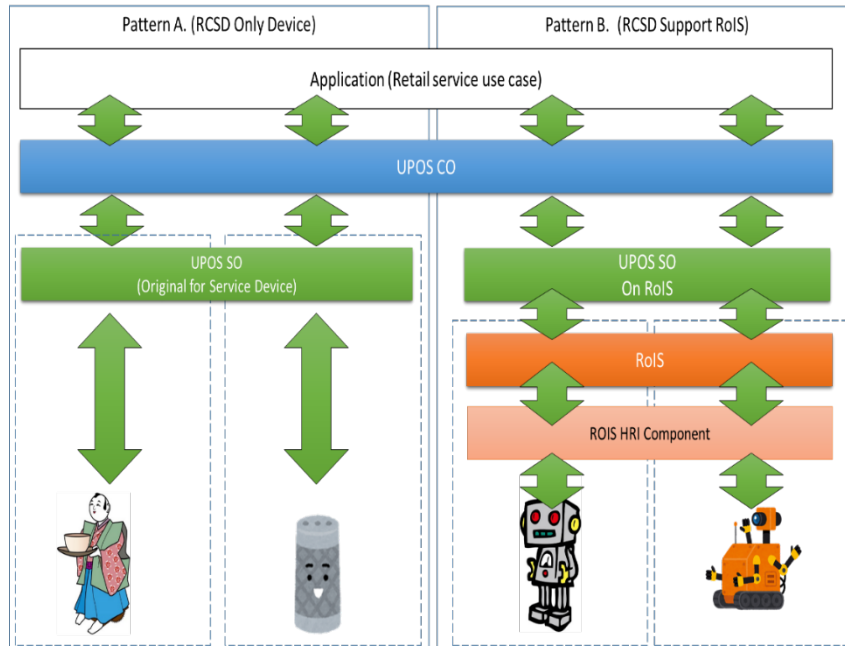 Pattern A. (RCSD Only Device)
Pattern B.  (RCSD Support RoIS)
Application (Retail service use case)
UPOS CO
UPOS SO
(Original for Service Device)
UPOS SO
On RoIS
RoIS
ROIS HRI Component